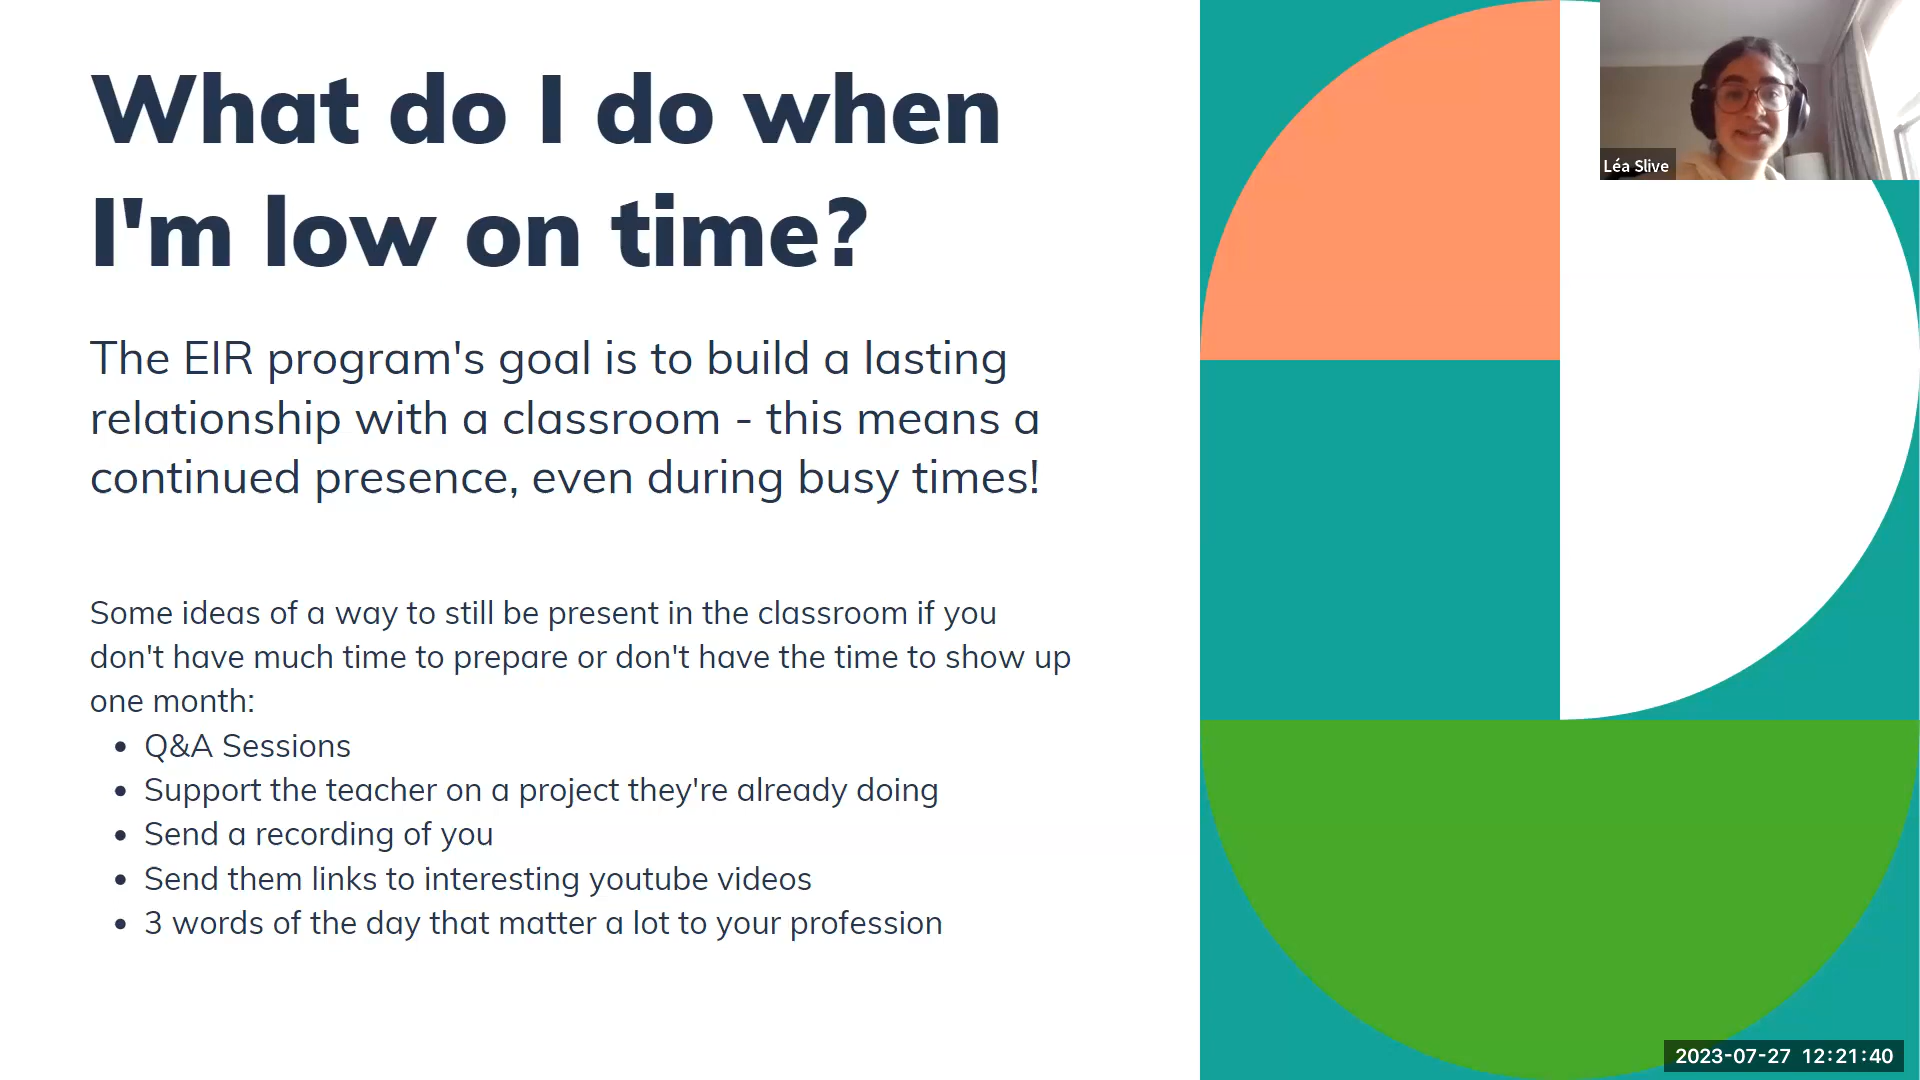 What do I do when
I'm low on time?
The EIR program's goal is to build a lasting
relationship with a classroom - this means a
continued presence, even during busy times!
Some ideas of a way to still be present in the classroom if you
don't have much time to prepare or don't have the time to show up
one month:
• Q&A Sessions
• Support the teacher on a project they're already doing
• Send a recording of you
• Send them links to interesting youtube videos
• 3 words of the day that matter a lot to your profession
Léa Slive
2023-07-27 12:21:40